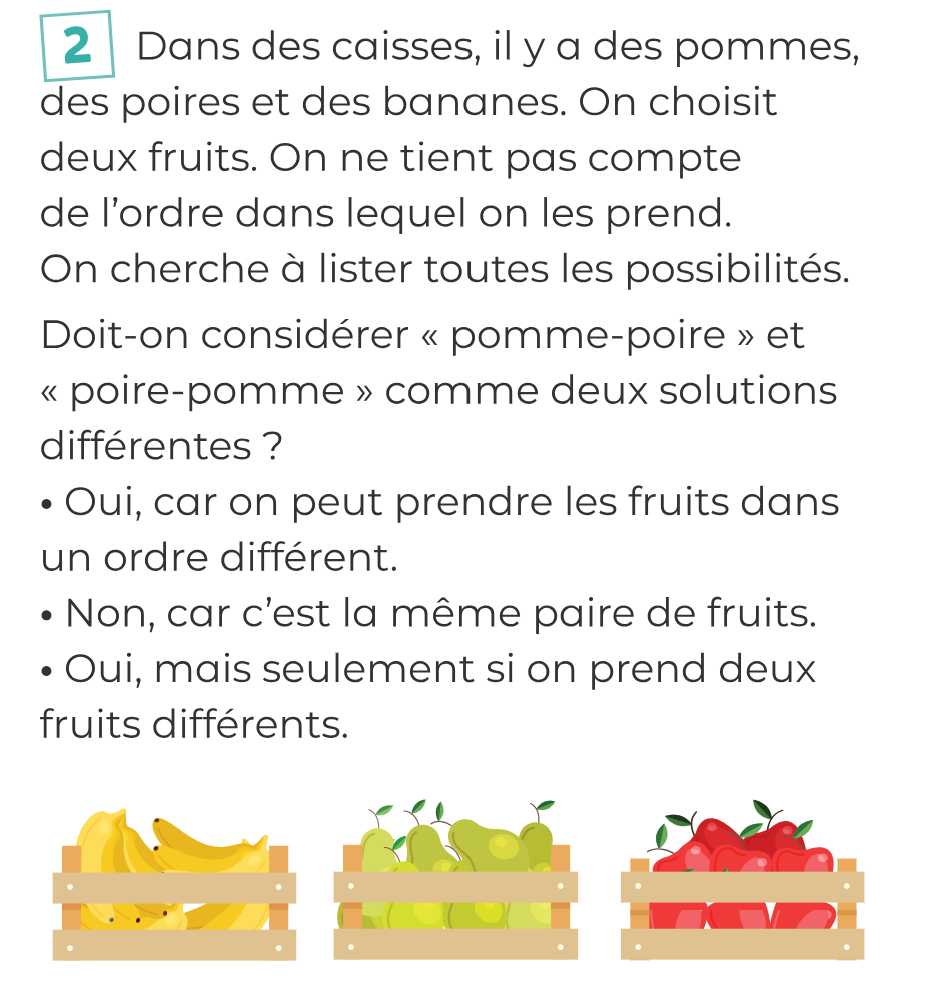 2 Dans des caisses, il y a des pommes,
des poires et des bananes. On choisit
deux fruits. On ne tient pas compte
de l’ordre dans lequel on les prend.
On cherche à lister toutes les possibilités.
Doit-on considérer « pomme-poire » et
« poire-pomme » comme deux solutions
différentes ?
• Oui, car on peut prendre les fruits dans
un ordre différent.
• Non, car c’est la même paire de fruits.
• Oui, mais seulement si on prend deux
fruits différents.